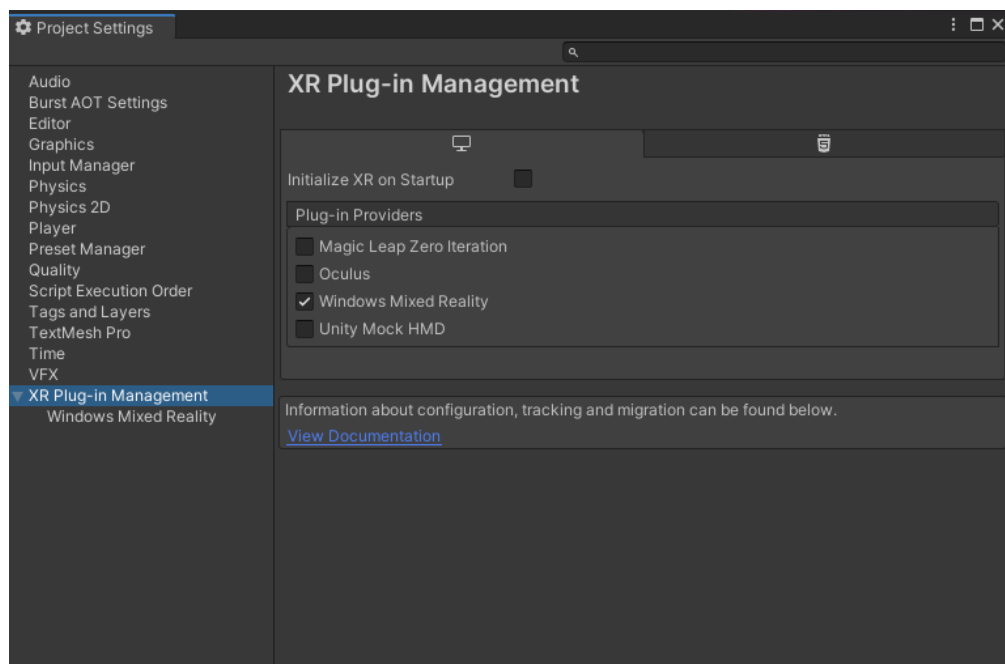 Project Settings
Audio
Burst AOT Settings
Editor
Graphics
Input Manager
Physics
Physics 2D
Player
Preset Manager
Quality
Script Execution Order
Tags and Layers
TextMesh Pro
Time
VFX
XR Plug-in Management
Windows Mixed Reality
XR Plug-in Management
Initialize XR on Startup
Plug-in Providers
Magic Leap Zero Iteration
Oculus
Windows Mixed Reality
Unity Mock HMD
Information about configuration, tracking and migration can be found below.
View Documentation